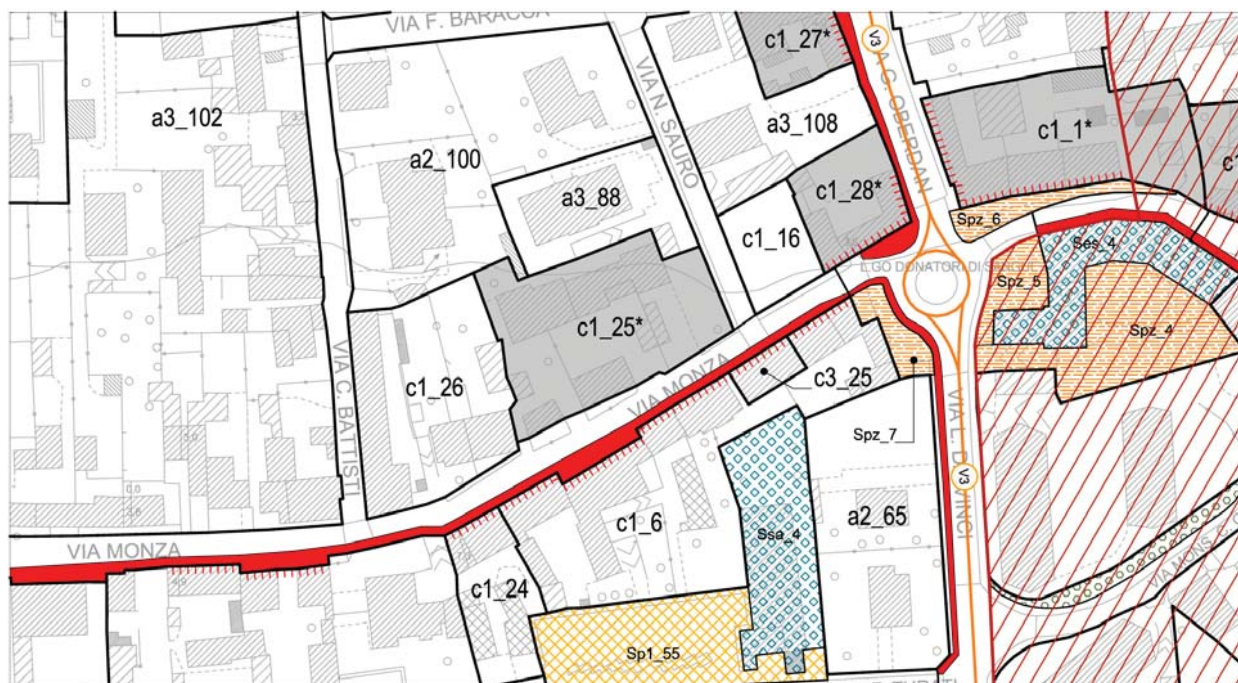 VIA F. BARACCA
c1_27*
V3
VIA N. SAURO
A G. OBERDAN
a3_102
a3_108
c1_1*
a2_100
a3_88
c1_28*
Spz_6
c1_16
Ses_4
L.GO DONATORI DI
Spz_5
c1_25*
Spz_4
c1_26
VIA C. BATTISTI
VIA MONZA
c3_25
Spz_7
VIA L. DA VINCI
V3
c1_6
a2_65
Ssa_4
VIA MONZA
c1_24
Sp1_55